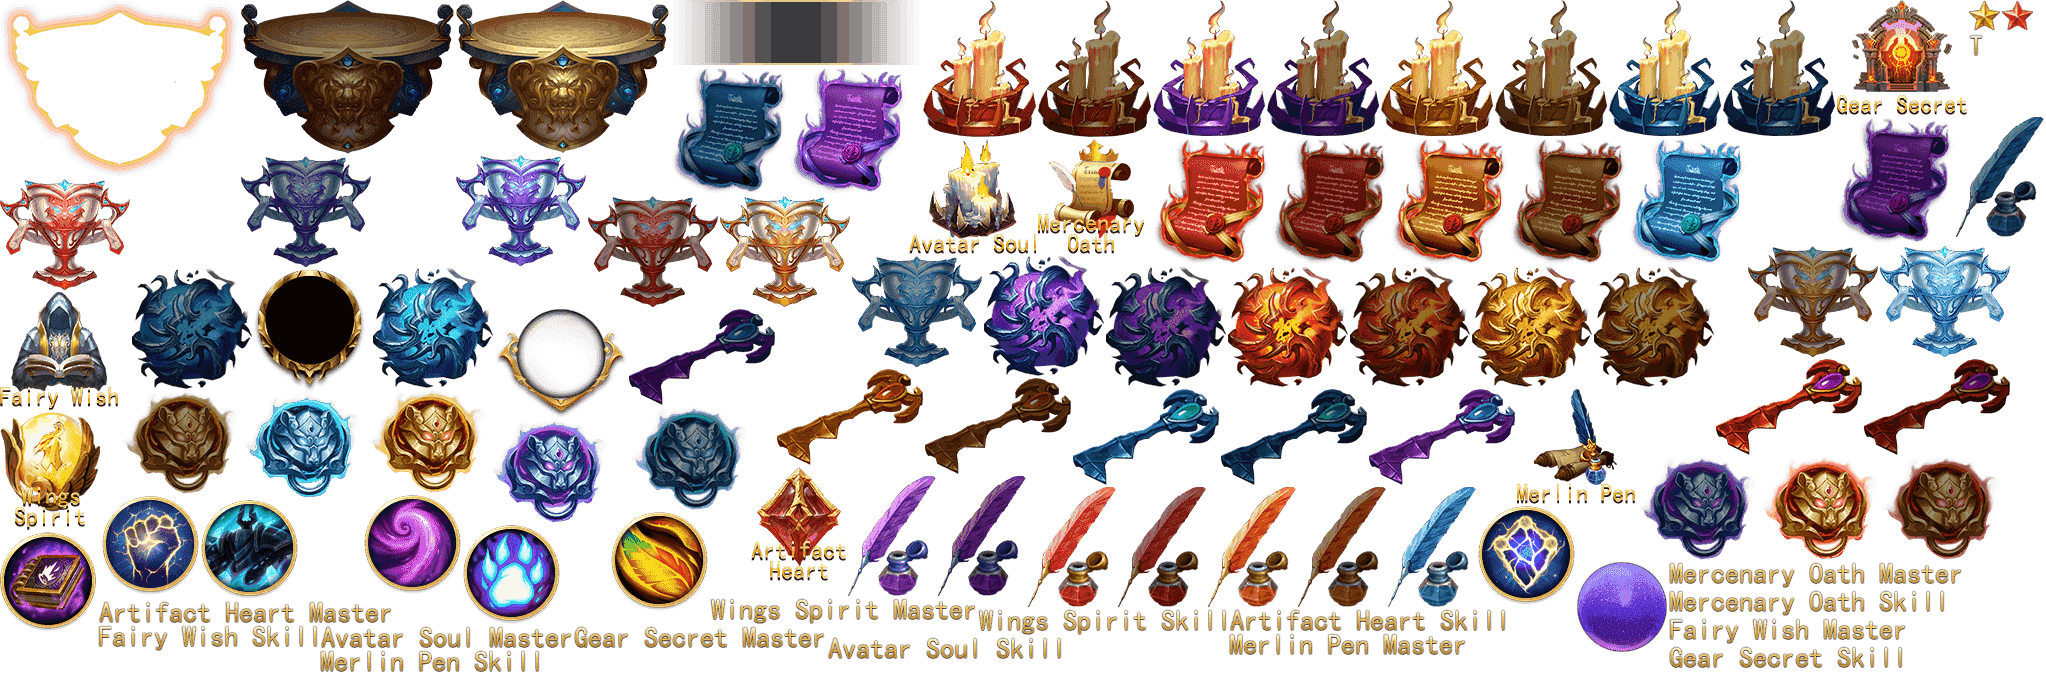 T
Gear Secret
Mercenary
Oath
Avatar Soul
Fairy Wish
Wings
Spirit
Merlin Pen
Artifact
Heart
Artifact Heart Master
Fairy Wish Skill
Avatar Soul Master
Merlin Pen Skill
Gear Secret Master
Wings Spirit Master
Avatar Soul Skill
Wings Spirit Skill
Artifact Heart Skill
Merlin Pen Master
Mercenary Oath Master
Mercenary Oath Skill
Fairy Wish Master
Gear Secret Skill